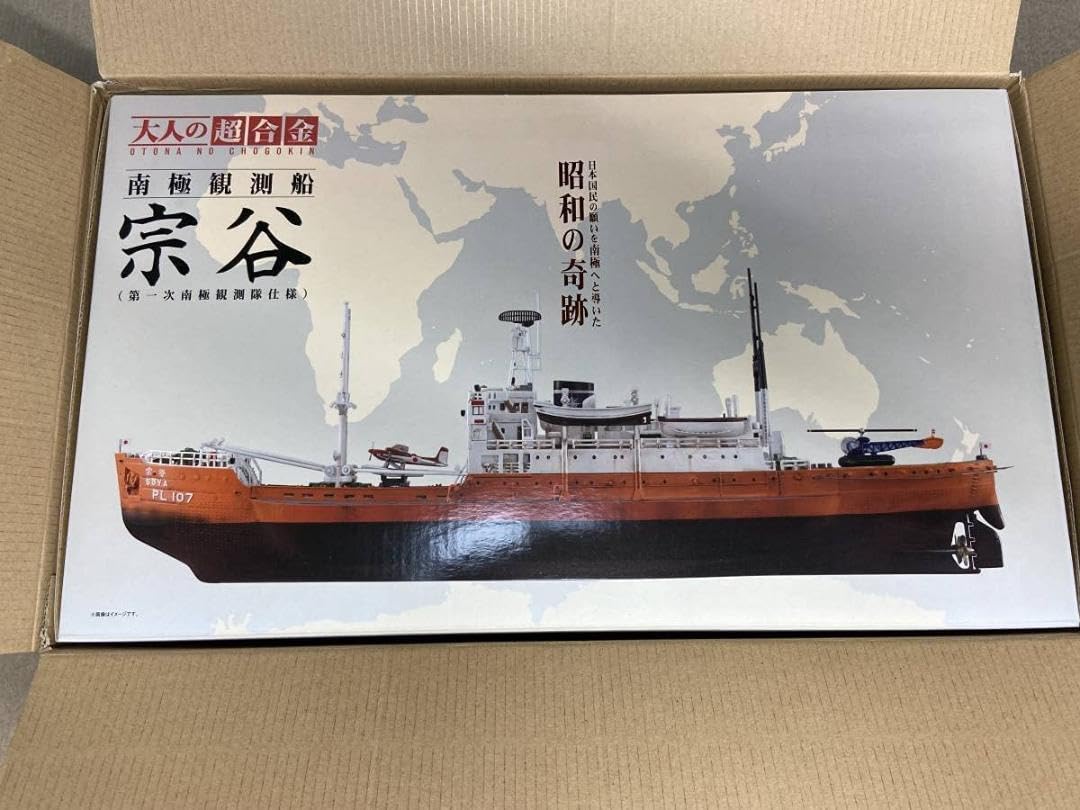 大人の超合金
OTONA NO CHOGOKIN
南極観測船
宗谷
(第一次南極観測隊仕様)
日本国民の願いを南極へと導いた
昭和の奇跡
宗谷
SOYA
PL 107
※画像はイメージです。